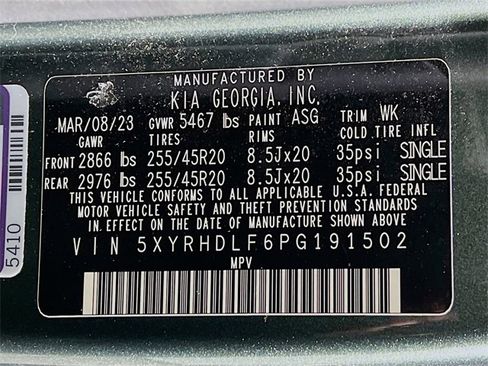 MANUFACTURED BY
KIA GEORGIA, INC.
MAR/08/23 GVWR 5467 lbs PAINT ASG TRIM WK
GAWR TIRES RIMS COLD TIRE INFL
FRONT 2866 lbs 255/45R20 8.5Jx20 35psi SINGLE
REAR 2976 lbs 255/45R20 8.5Jx20 35psi SINGLE
THIS VEHICLE CONFORMS TO ALL APPLICABLE U.S.A. FEDERAL
MOTOR VEHICLE SAFETY AND THEFT PREVENTION STANDARDS
IN EFFECT ON THE DATE OF MANUFACTURE SHOWN ABOVE.
VIN 5XYRHDLF6PG191502
MPV
5410